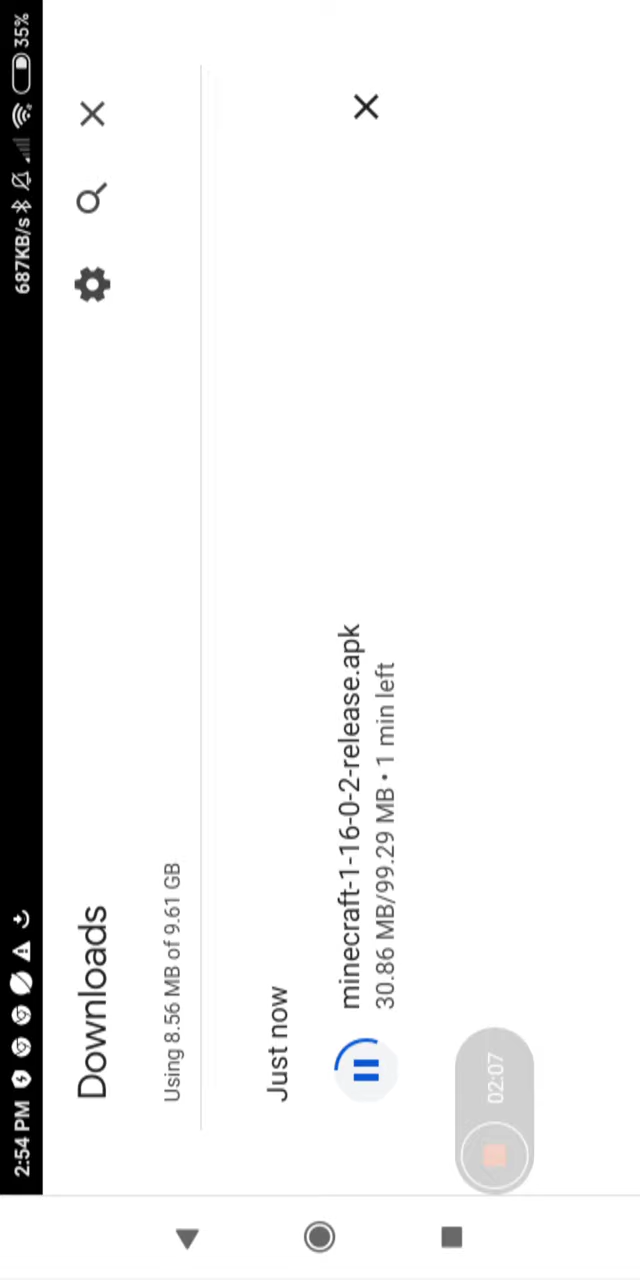 2:54 PM
687KB/s
35%
Downloads
Using 8.56 MB of 9.61 GB
Just now
minecraft-1-16-0-2-release.apk
30.86 MB/99.29 MB • 1 min left
02:07